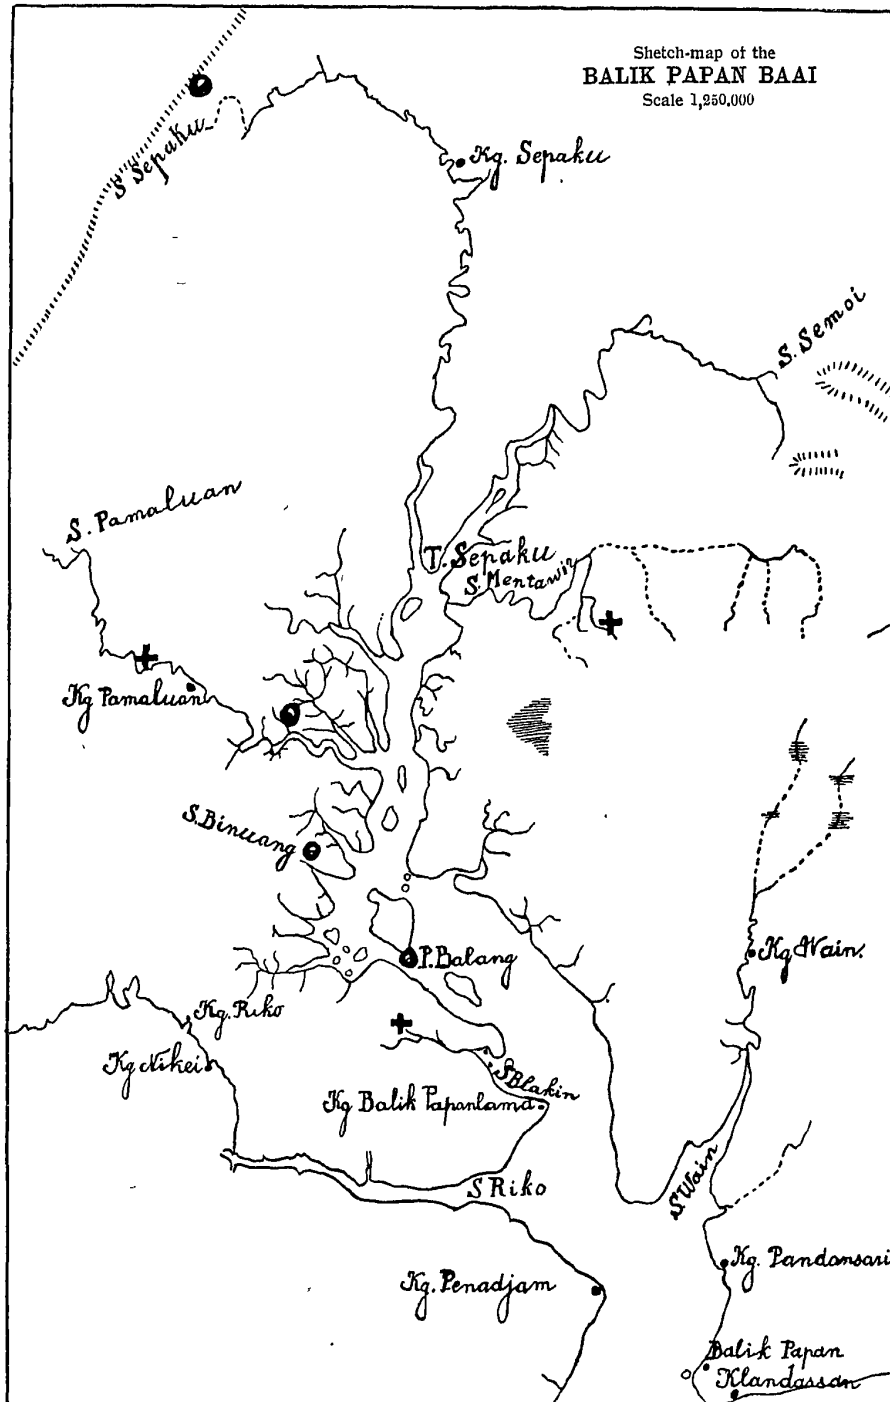 Shetch-map of the
BALIK PAPAN BAAI
Scale 1,250.000
S Sepaku
Kg. Sepaku
S. Semoi
S. Pamaluan
T. Sepaku
S. Mentawir
Kg Pamaluan
S. Binuang
P. Balang
Kg Wain.
Kg. Riko
Kg Nikei
S Blakin
Kg Balik Papanlama
S Riko
S. Wain
Kg. Pandansari
Kg. Penadjam
Balik Papan
Klandassan